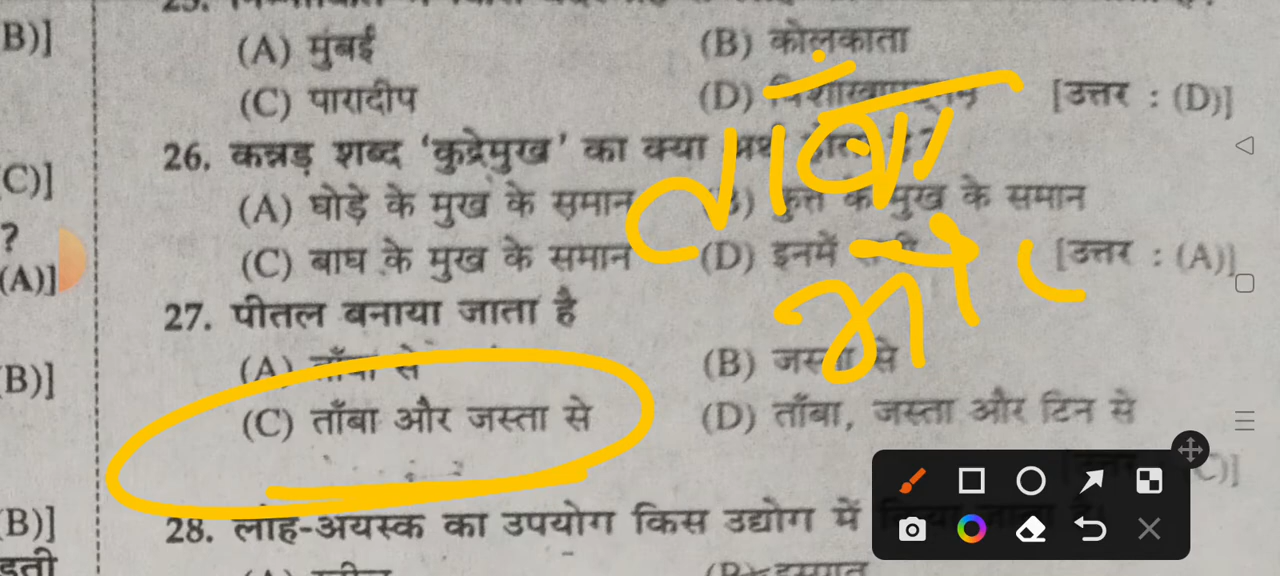 B)]
(A) मुंबई (B) कोलकाता
(C) पारादीप (D) [उत्तर : (D)]
26. कन्नड़ शब्द ‘कुद्रेमुख’ का क्या अर्थ होता है?
C)]
(A) घोड़े के मुख के समान (B) कुत्ते के मुख के समान
?
(C) बाघ के मुख के समान (D) इनमें [उत्तर : (A)]
(A)]
27. पीतल बनाया जाता है
(A) ताँबा से (B) जस्ता से
B)]
(C) ताँबा और जस्ता से (D) ताँबा, जस्ता और टिन से
C)]
28. लौह-अयस्क का उपयोग किस उद्योग में
B)]
तांबा
और